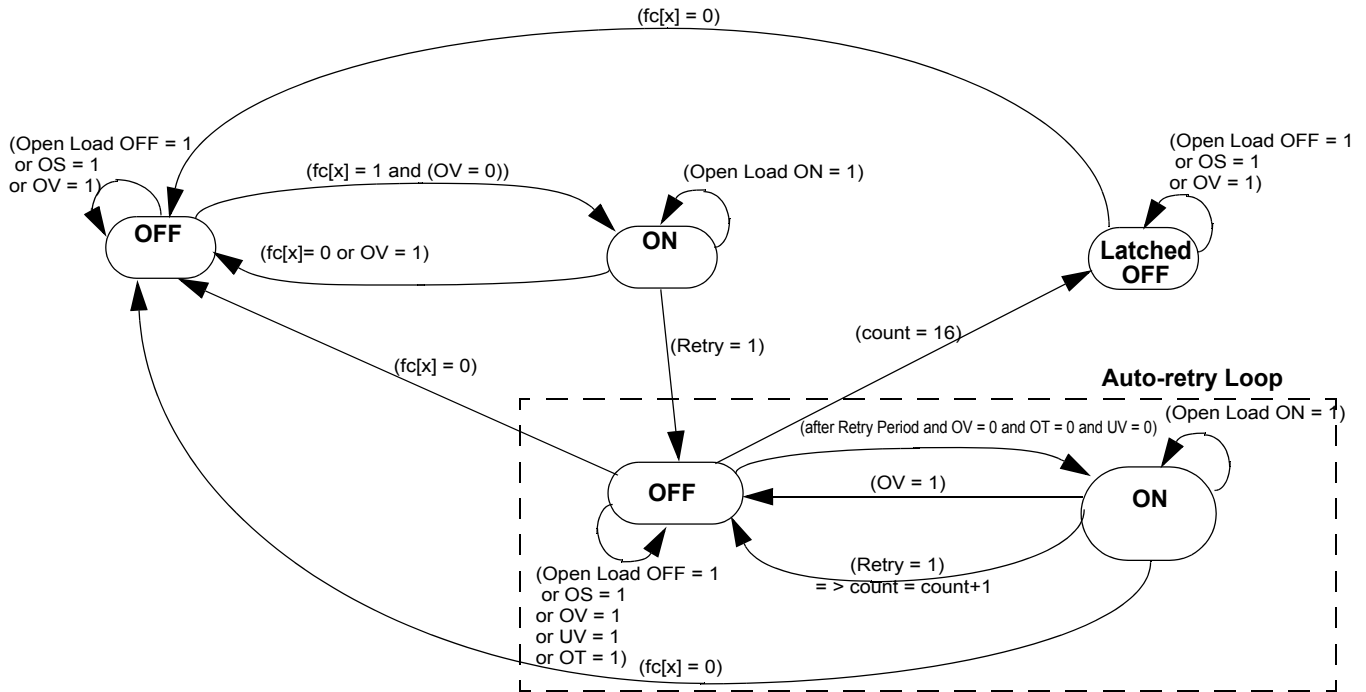 (fc[x] = 0)
(Open Load OFF = 1
or OS = 1
or OV = 1)
(fc[x] = 1 and (OV = 0))
(Open Load ON = 1)
(Open Load OFF = 1
or OS = 1
or OV = 1)
OFF
(fc[x]= 0 or OV = 1)
ON
Latched
OFF
(Retry = 1)
(count = 16)
(fc[x] = 0)
Auto-retry Loop
(Open Load ON = 1)
(after Retry Period and OV = 0 and OT = 0 and UV = 0)
OFF
(OV = 1)
ON
(Retry = 1)
= > count = count+1
(Open Load OFF = 1
or OS = 1
or OV = 1
or UV = 1
or OT = 1)
(fc[x] = 0)